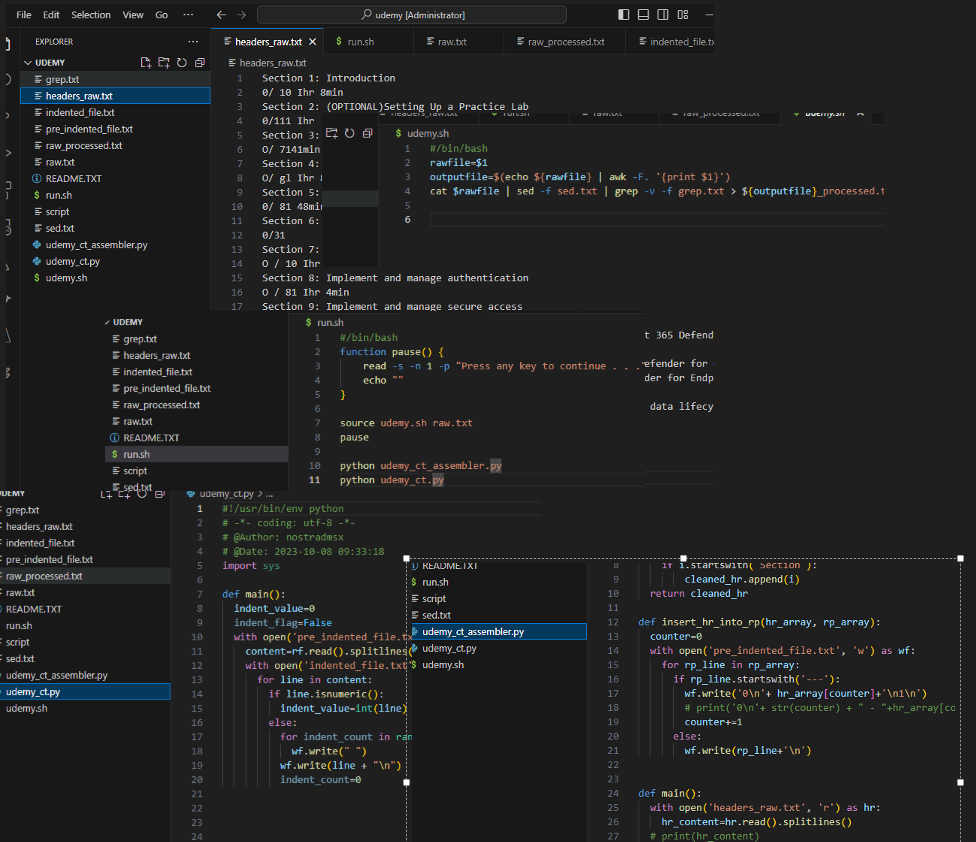 File Edit Selection View Go ··· ← → udemy [Administrator]
EXPLORER ···
UDEMY
grep.txt
headers_raw.txt
indented_file.txt
pre_indented_file.txt
raw_processed.txt
raw.txt
README.TXT
run.sh
script
sed.txt
udemy_ct_assembler.py
udemy_ct.py
udemy.sh
headers_raw.txt run.sh raw.txt raw_processed.txt indented_file.tx
headers_raw.txt
1 Section 1: Introduction
2 0/ 10 Ihr 8min
3 Section 2: (OPTIONAL)Setting Up a Practice Lab
4 0/111 Ihr
5 Section 3:
6 O/ 7141min
7 Section 4:
8 O/ gl Ihr
9 Section 5:
10 0/ 81 48min
11 Section 6:
12 0/31
13 Section 7:
14 O / 10 Ihr
15 Section 8: Implement and manage authentication
16 O / 81 Ihr 4min
17 Section 9: Implement and manage secure access
headers_raw.txt run.sh raw.txt raw_processed.txt udemy.sh
udemy.sh
1 #/bin/bash
2 rawfile=$1
3 outputfile=$(echo ${rawfile} | awk -F. '{print $1}')
4 cat $rawfile | sed -f sed.txt | grep -v -f grep.txt > ${outputfile}_processed.t
5
6
t 365 Defend
efender for
der for Endp
data lifecy
UDEMY
grep.txt
headers_raw.txt
indented_file.txt
pre_indented_file.txt
raw_processed.txt
raw.txt
README.TXT
run.sh
script
sed.txt
run.sh
1 #/bin/bash
2 function pause() {
3 read -s -n 1 -p "Press any key to continue . . .
4 echo ""
5 }
6
7 source udemy.sh raw.txt
8 pause
9
10 python udemy_ct_assembler.py
11 python udemy_ct.py
UDEMY
grep.txt
headers_raw.txt
indented_file.txt
pre_indented_file.txt
raw_processed.txt
raw.txt
README.TXT
run.sh
script
sed.txt
udemy_ct_assembler.py
udemy_ct.py
udemy.sh
udemy_ct.py > ...
1 #!/usr/bin/env python
2 # -*- coding: utf-8 -*-
3 # @Author: nostradmsx
4 # @Date: 2023-10-08 09:33:18
5 import sys
6
7 def main():
8 indent_value=0
9 indent_flag=False
10 with open('pre_indented_file.tx
11 content=rf.read().splitlines(
12 with open('indented_file.txt'
13 for line in content:
14 if line.isnumeric():
15 indent_value=int(line)
16 else:
17 for indent_count in ran
18 wf.write(" ")
19 wf.write(line + "\n")
20 indent_count=0
21
22
23
24
README.TXT
run.sh
script
sed.txt
udemy_ct_assembler.py
udemy_ct.py
udemy.sh
8 if i.startswith('Section'):
9 cleaned_hr.append(i)
10 return cleaned_hr
11
12 def insert_hr_into_rp(hr_array, rp_array):
13 counter=0
14 with open('pre_indented_file.txt', 'w') as wf:
15 for rp_line in rp_array:
16 if rp_line.startswith('---'):
17 wf.write('0\n'+ hr_array[counter]+'\n1\n')
18 # print('0\n'+ str(counter) + " - "+hr_array[co
19 counter+=1
20 else:
21 wf.write(rp_line+'\n')
22
23
24 def main():
25 with open('headers_raw.txt', 'r') as hr:
26 hr_content=hr.read().splitlines()
27 # print(hr_content)